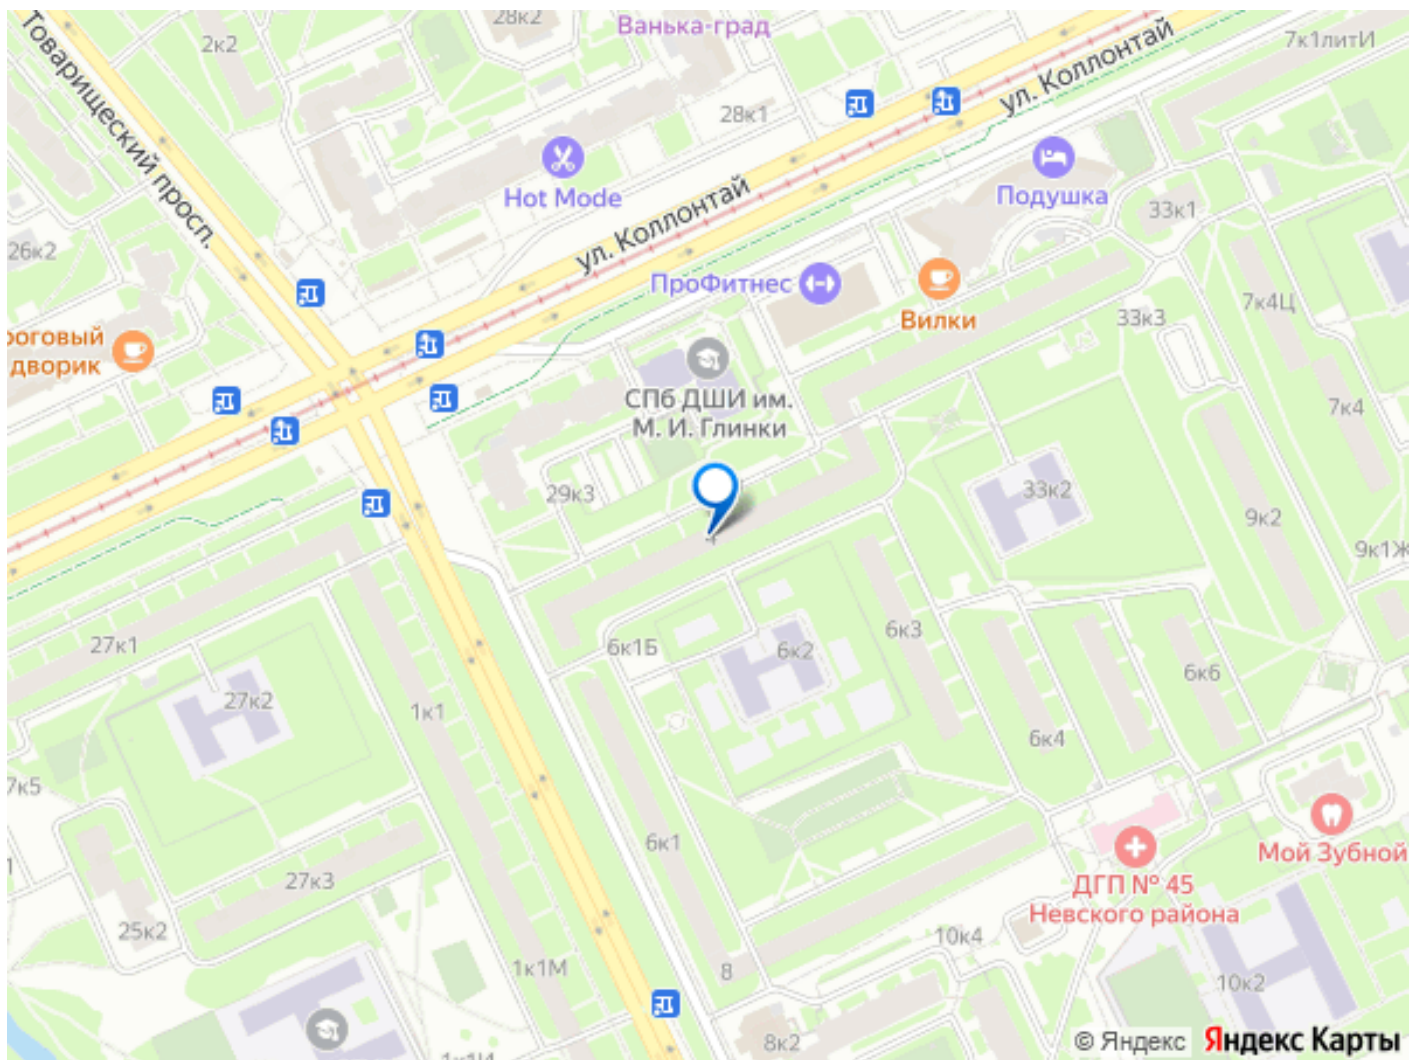 28к2
Ванька-град
2к2
7к1литИ
Товарищеский просп.
ул. Коллонтай
28к1
Hot Mode
Подушка
33к1
ул. Коллонтай
26к2
ПроФитнес
Вилки
33к3
7к4Ц
роговый
дворик
СПб ДШИ им.
М. И. Глинки
7к4
29к3
33к2
9к2
9к1Ж
27к1
6к1Б
6к2
6к3
27к2
1к1
6к6
6к4
7к5
6к1
Мой Зубной
27к3
ДГП № 45
Невского района
25к2
10к4
1к1М
8
10к2
8к2
© Яндекс Яндекс Карты